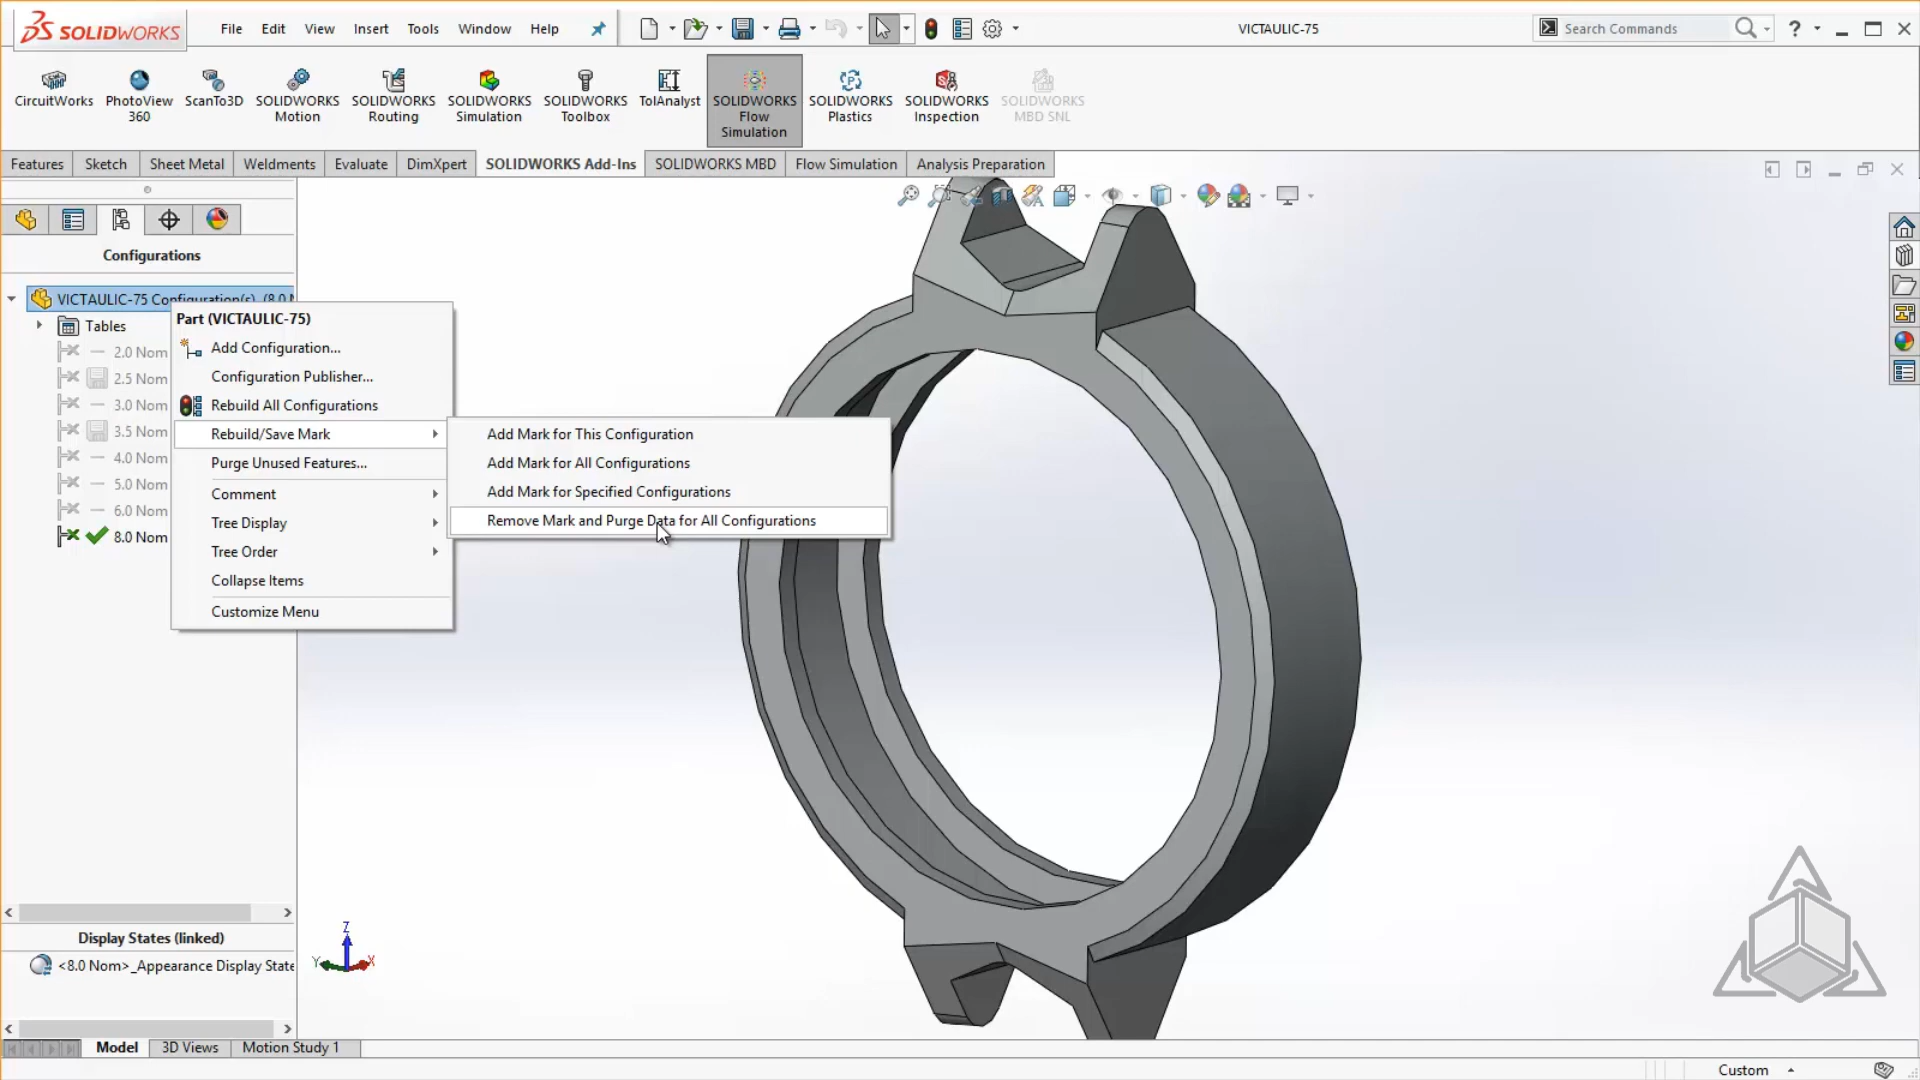 SOLIDWORKS
File Edit View Insert Tools Window Help
VICTAULIC-75
Search Commands
?
CircuitWorks
PhotoView
360
ScanTo3D
SOLIDWORKS
Motion
SOLIDWORKS
Routing
SOLIDWORKS
Simulation
SOLIDWORKS
Toolbox
TolAnalyst
SOLIDWORKS
Flow
Simulation
SOLIDWORKS
Plastics
SOLIDWORKS
Inspection
SOLIDWORKS
MBD SNL
Features Sketch Sheet Metal Weldments Evaluate DimXpert SOLIDWORKS Add-Ins SOLIDWORKS MBD Flow Simulation Analysis Preparation
Configurations
VICTAULIC-75 Configuration(s) (8.0
Tables
2.0 Nom
2.5 Nom
3.0 Nom
3.5 Nom
4.0 Nom
5.0 Nom
6.0 Nom
8.0 Nom
Part (VICTAULIC-75)
Add Configuration...
Configuration Publisher...
Rebuild All Configurations
Rebuild/Save Mark
Purge Unused Features...
Comment
Tree Display
Tree Order
Collapse Items
Customize Menu
Add Mark for This Configuration
Add Mark for All Configurations
Add Mark for Specified Configurations
Remove Mark and Purge Data for All Configurations
Display States (linked)
<8.0 Nom>_Appearance Display State
Z
Y X
Model 3D Views Motion Study 1
Custom